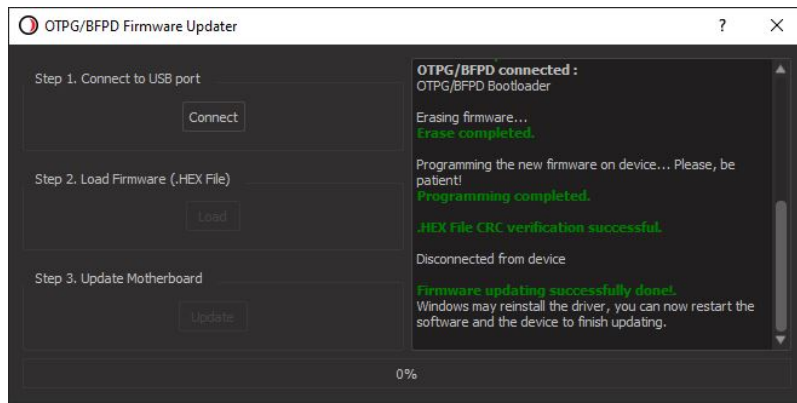 OTPG/BFPD Firmware Updater
?
Step 1. Connect to USB port
Connect
Step 2. Load Firmware (.HEX File)
Load
Step 3. Update Motherboard
Update
OTPG/BFPD connected :
OTPG/BFPD Bootloader
Erasing firmware...
Erase completed.
Programming the new firmware on device... Please, be
patient!
Programming completed.
.HEX File CRC verification successful.
Disconnected from device
Firmware updating successfully done!.
Windows may reinstall the driver, you can now restart the
software and the device to finish updating.
0%